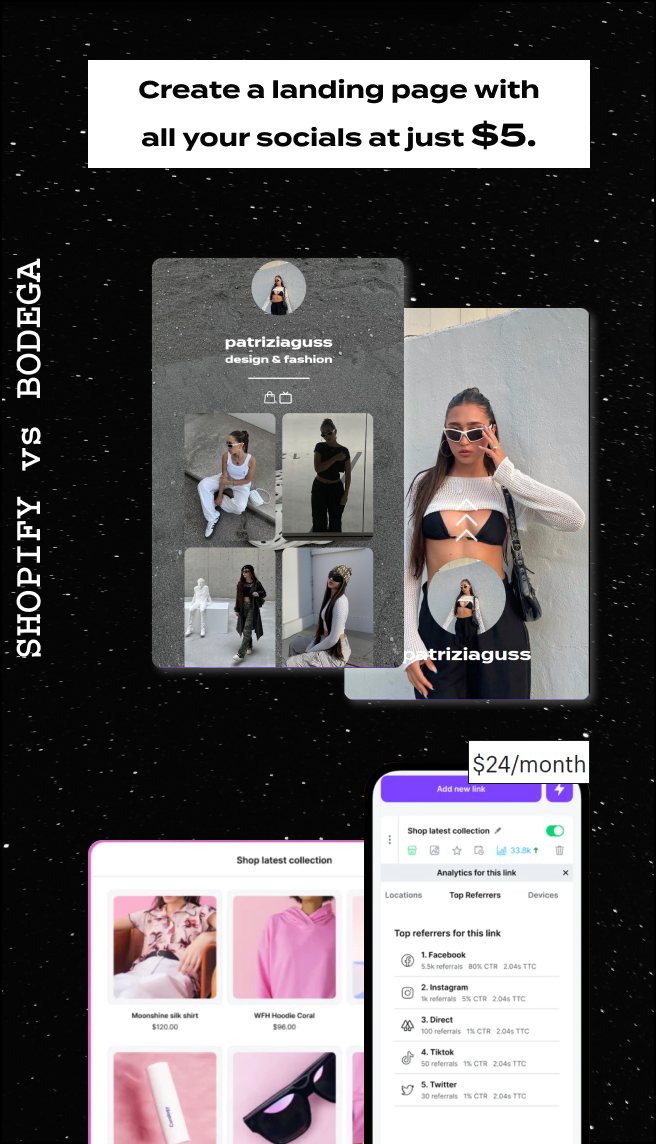 Create a landing page with
all your socials at just $5.
SHOPIFY vs BODEGA
patriziaguss
design & fashion
patriziaguss
$24/month
Add new link
Shop latest collection
33.8k
Analytics for this link
Locations Top Referrers Devices
Top referrers for this link
1. Facebook
5.5k referrals 80% CTR 2.04s TTC
2. Instagram
1k referrals 5% CTR 2.04s TTC
3. Direct
100 referrals 1% CTR 2.04s TTC
4. Tiktok
50 referrals 1% CTR 2.04s TTC
5. Twitter
30 referrals 1% CTR 2.04s TTC
Shop latest collection
Moonshine silk shirt
$120.00
WFH Hoodie Coral
$96.00